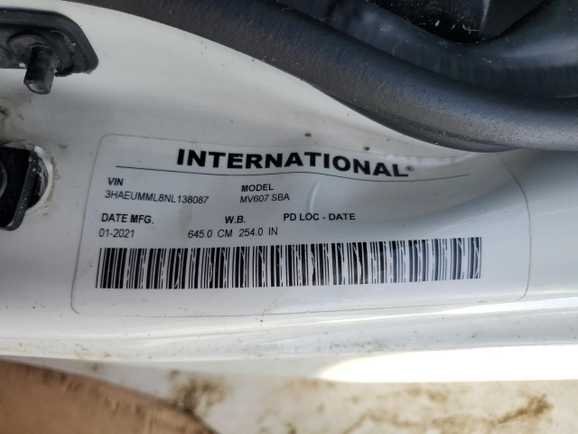 INTERNATIONAL®
VIN MODEL
3HAEUMML8NL138087 MV607 SBA
DATE MFG. W.B. PD LOC - DATE
01-2021 645.0 CM 254.0 IN